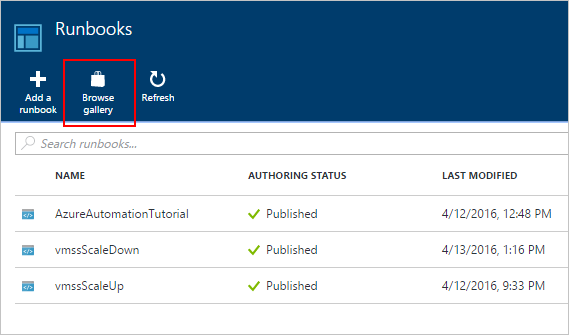 Runbooks
Add a runbook
Browse gallery
Refresh
Search runbooks...
NAME AUTHORING STATUS LAST MODIFIED
AzureAutomationTutorial Published 4/12/2016, 12:48 PM
vmssScaleDown Published 4/13/2016, 1:16 PM
vmssScaleUp Published 4/12/2016, 9:33 PM